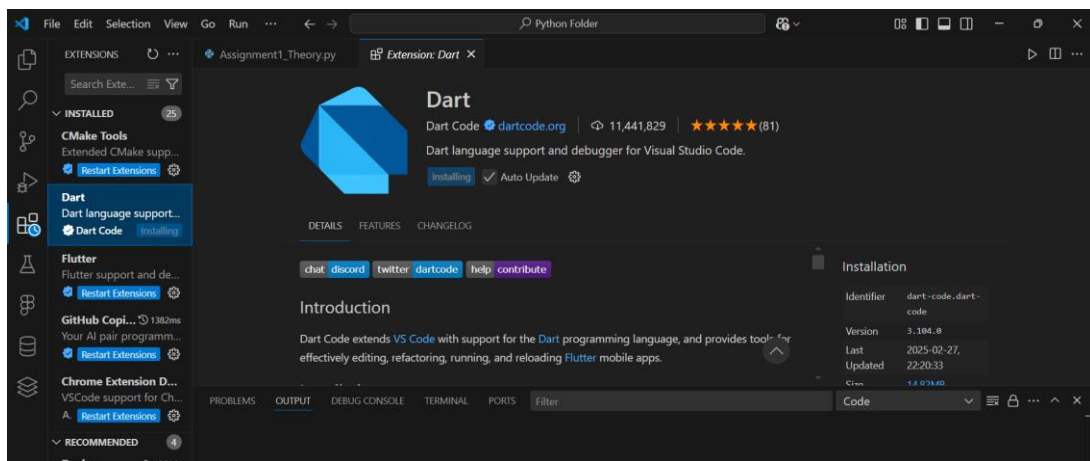 File Edit Selection View Go Run ··· Python Folder
EXTENSIONS
Search Exte...
INSTALLED 25
CMake Tools
Extended CMake supp...
Restart Extensions
Dart
Dart language support...
Dart Code Installing
Flutter
Flutter support and de...
Restart Extensions
GitHub Copi... 1382ms
Your AI pair programm...
Restart Extensions
Chrome Extension D...
VSCode support for Ch...
A. Restart Extensions
RECOMMENDED 4
Assignment1_Theory.py Extension: Dart
Dart
Dart Code dartcode.org 11,441,829 (81)
Dart language support and debugger for Visual Studio Code.
Installing Auto Update
DETAILS FEATURES CHANGELOG
chat discord twitter dartcode help contribute
Introduction
Dart Code extends VS Code with support for the Dart programming language, and provides tools for
effectively editing, refactoring, running, and reloading Flutter mobile apps.
Installation
Identifier dart-code.dart-
code
Version 3.104.0
Last 2025-02-27,
Updated 22:20:33
Size 14.92MB
PROBLEMS OUTPUT DEBUG CONSOLE TERMINAL PORTS Filter Code